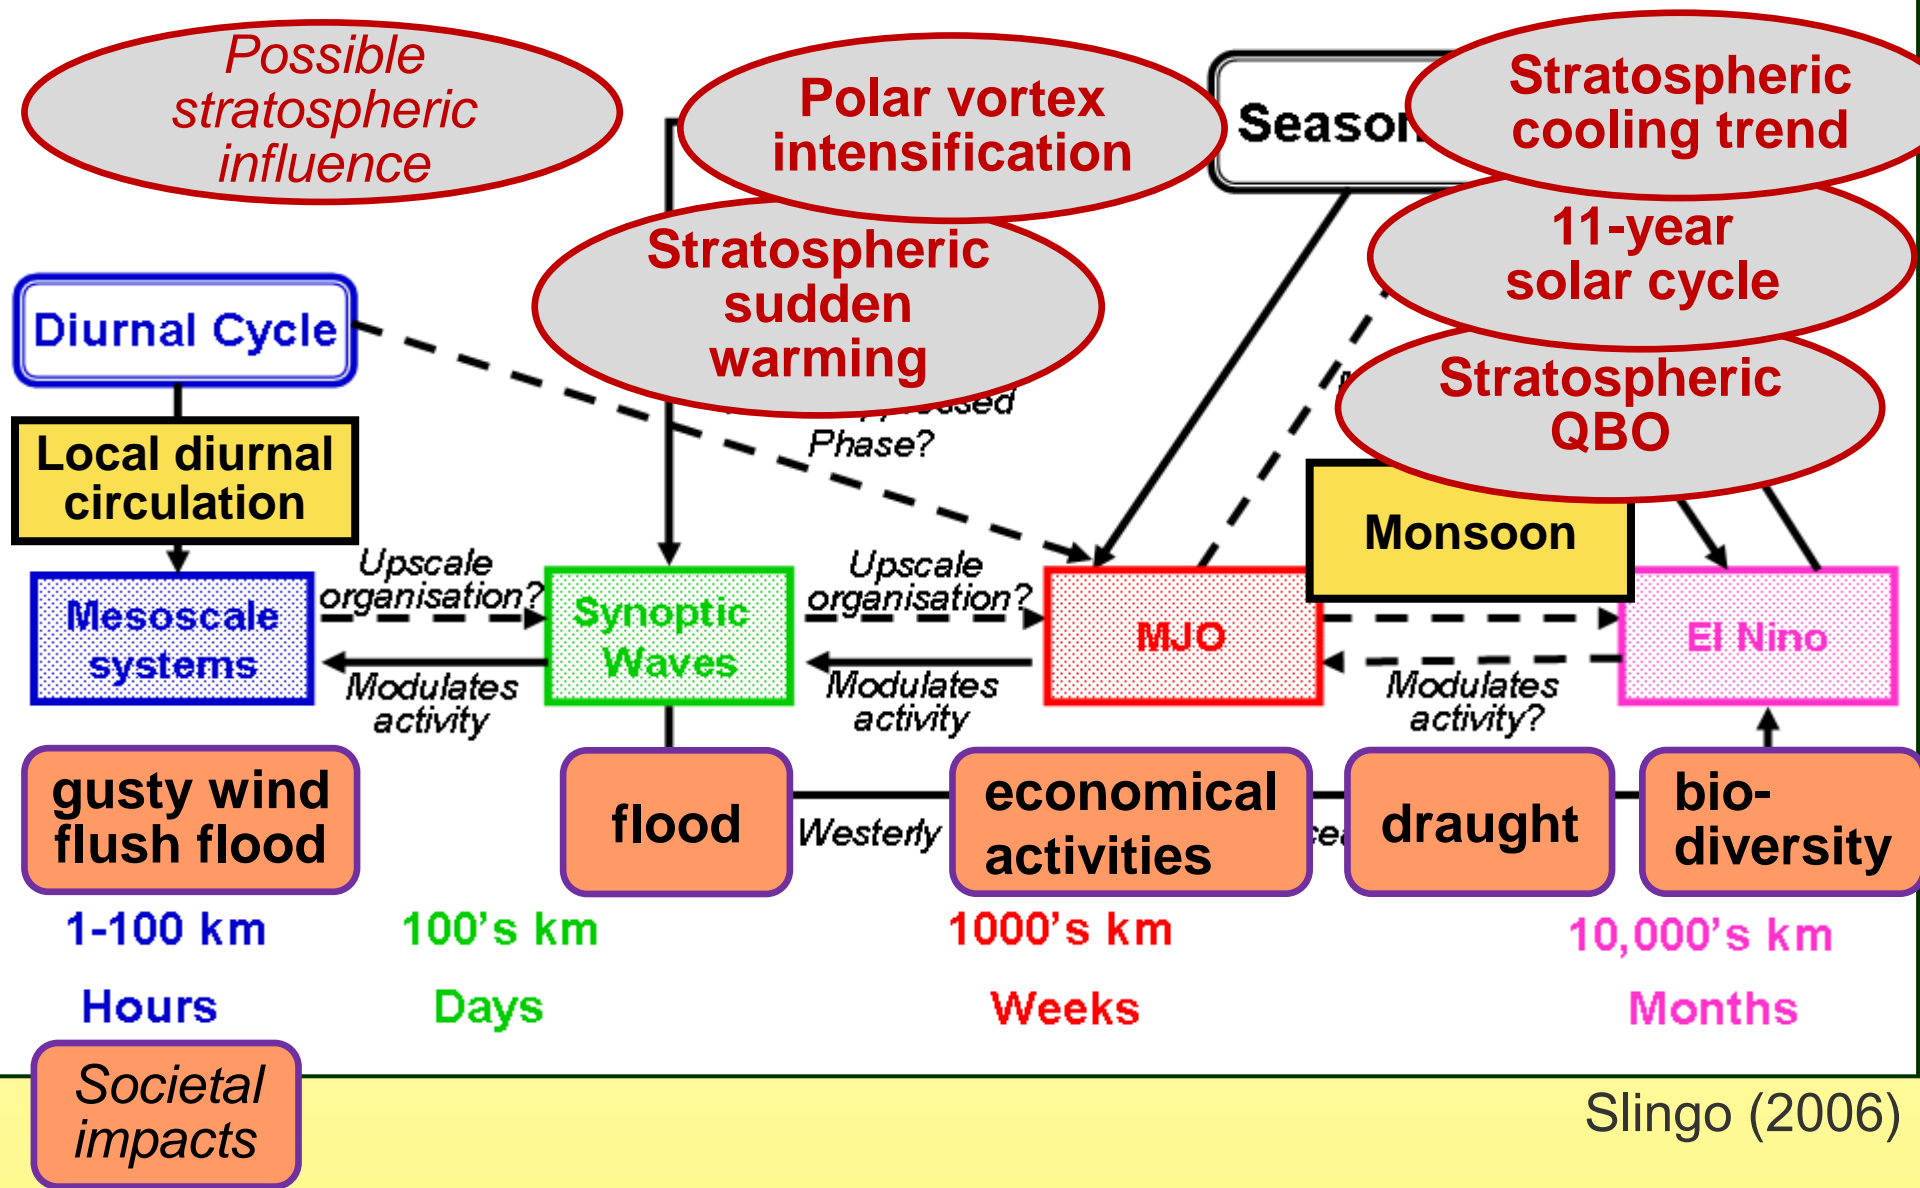 Possible
stratospheric
influence
Polar vortex
intensification
Stratospheric
cooling trend
Stratospheric
sudden
warming
11-year
solar cycle
Diurnal Cycle
Stratospheric
QBO
Phase?
Local diurnal
circulation
Monsoon
Upscale
organisation?
Upscale
organisation?
Mesoscale
systems
Synoptic
Waves
MJO
El Nino
Modulates
activity
Modulates
activity
Modulates
activity?
gusty wind
flush flood
flood
Westerly
economical
activities
draught
bio-
diversity
1-100 km
100's km
1000's km
10,000's km
Hours
Days
Weeks
Months
Societal
impacts
Slingo (2006)